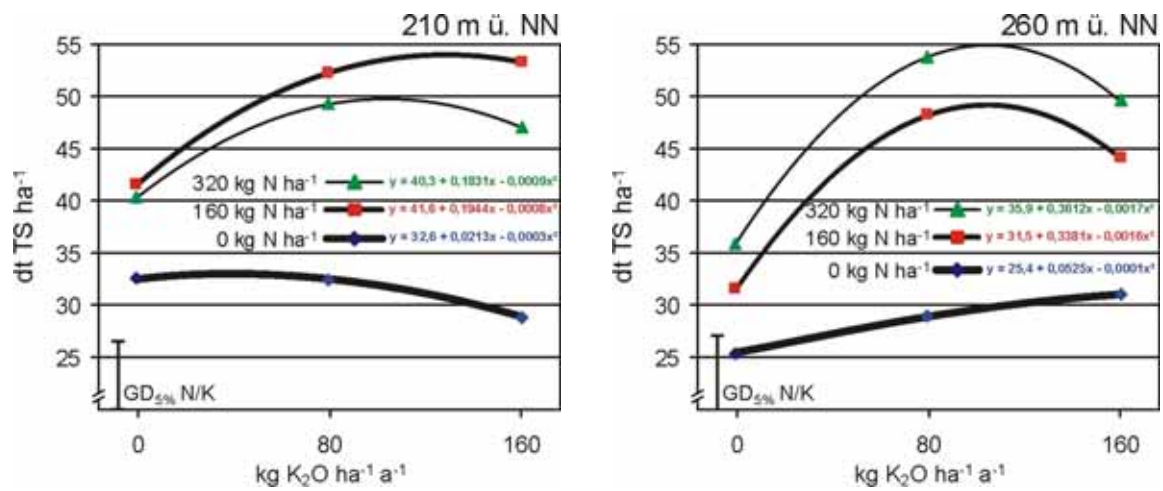 210 m ü. NN
55
50
45
40
35
30
25
dt TS ha⁻¹
320 kg N ha⁻¹ y = 40,3 + 0,1831x - 0,0009x²
160 kg N ha⁻¹ y = 41,6 + 0,1944x - 0,0008x²
0 kg N ha⁻¹ y = 32,6 + 0,0213x - 0,0003x²
GD5% N/K
0 80 160
kg K₂O ha⁻¹ a⁻¹
260 m ü. NN
55
50
45
40
35
30
25
dt TS ha⁻¹
320 kg N ha⁻¹ y = 35,9 + 0,3612x - 0,0017x²
160 kg N ha⁻¹ y = 31,5 + 0,3381x - 0,0016x²
0 kg N ha⁻¹ y = 25,4 + 0,0525x - 0,0001x²
GD5% N/K
0 80 160
kg K₂O ha⁻¹ a⁻¹